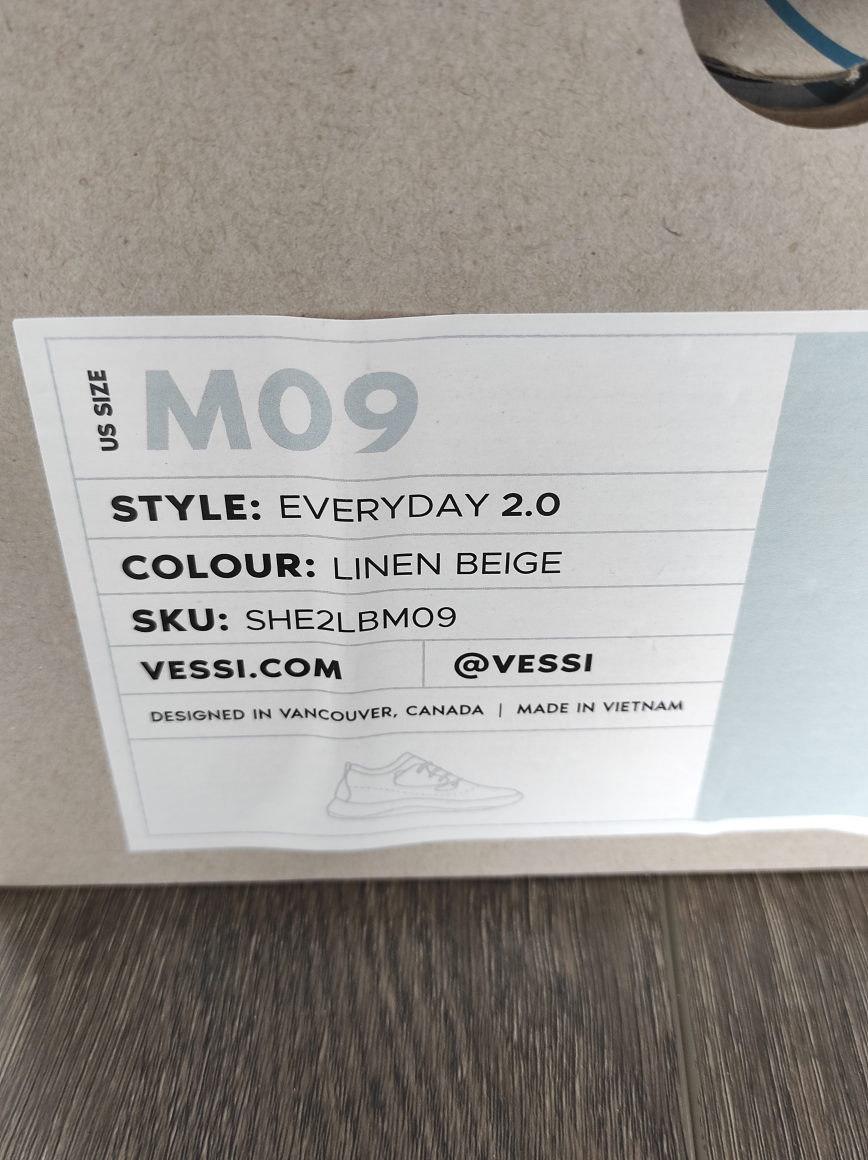 US SIZE M09
STYLE: EVERYDAY 2.0
COLOUR: LINEN BEIGE
SKU: SHE2LBM09
VESSI.COM @VESSI
DESIGNED IN VANCOUVER, CANADA | MADE IN VIETNAM